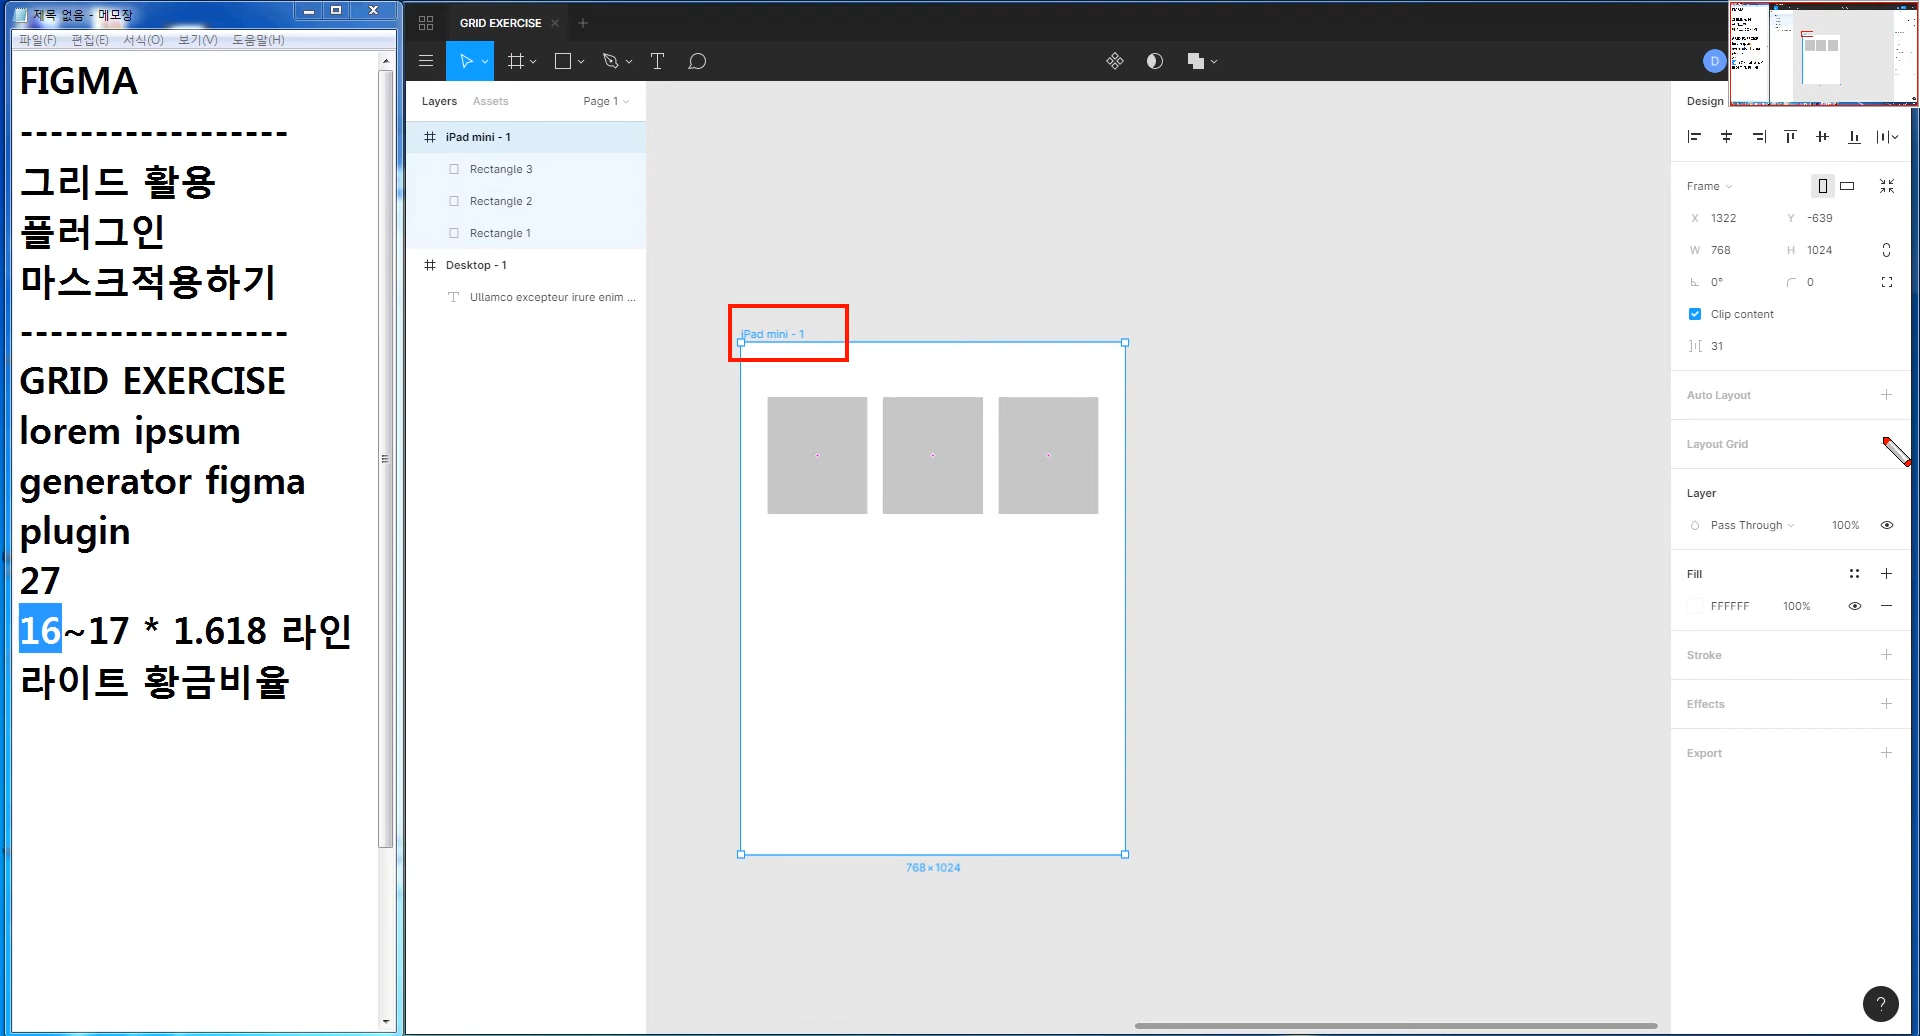 제목 없음 - 메모장
파일(F) 편집(E) 서식(O) 보기(V) 도움말(H)
FIGMA
------------------
그리드 활용
플러그인
마스크적용하기
------------------
GRID EXERCISE
lorem ipsum
generator figma
plugin
27
16~17 * 1.618 라인
라이트 황금비율
GRID EXERCISE
D
Layers Assets Page 1
iPad mini - 1
Rectangle 3
Rectangle 2
Rectangle 1
Desktop - 1
Ullamco excepteur irure enim ...
iPad mini - 1
768 × 1024
Design
Frame
X 1322 Y -639
W 768 H 1024
0° 0
Clip content
31
Auto Layout
Layout Grid
Layer
Pass Through 100%
Fill
FFFFFF 100%
Stroke
Effects
Export
?